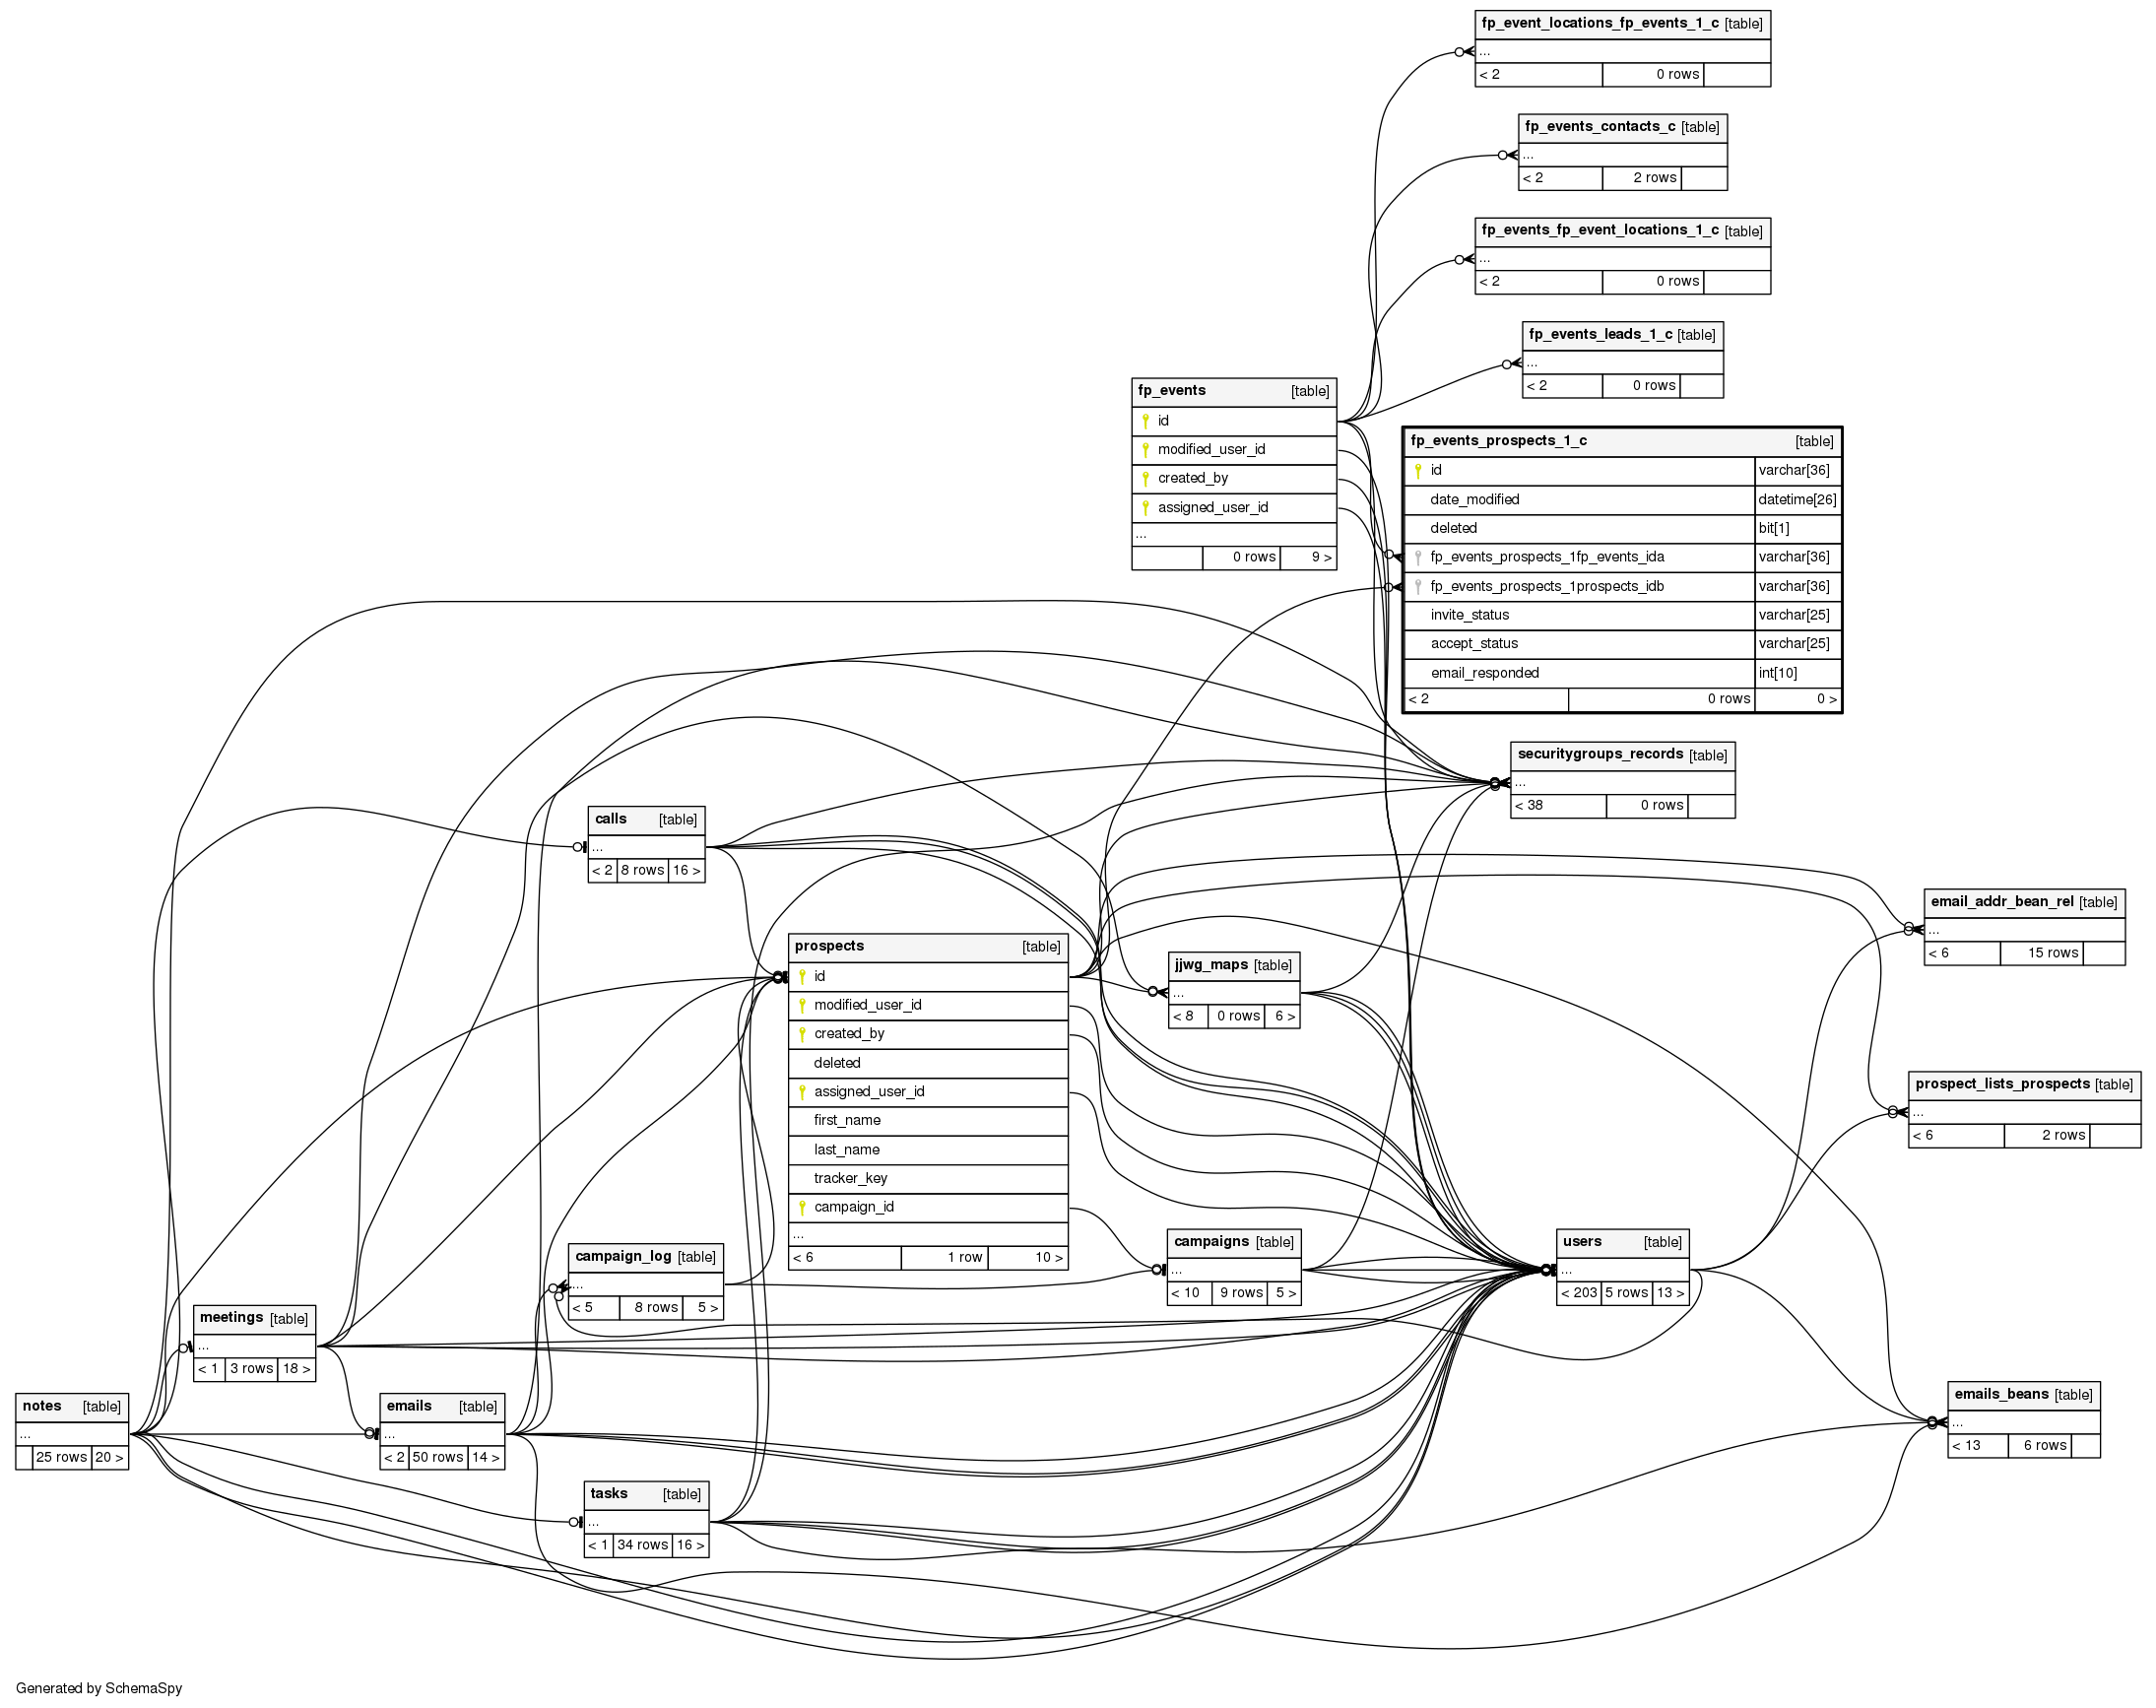 fp_event_locations_fp_events_1_c [table]
...
< 2 0 rows
fp_events_contacts_c [table]
...
< 2 2 rows
fp_events_fp_event_locations_1_c [table]
...
< 2 0 rows
fp_events_leads_1_c [table]
...
< 2 0 rows
fp_events [table]
id
modified_user_id
created_by
assigned_user_id
...
0 rows 9 >
fp_events_prospects_1_c [table]
id varchar[36]
date_modified datetime[26]
deleted bit[1]
fp_events_prospects_1fp_events_ida varchar[36]
fp_events_prospects_1prospects_idb varchar[36]
invite_status varchar[25]
accept_status varchar[25]
email_responded int[10]
< 2 0 rows 0 >
securitygroups_records [table]
...
< 38 0 rows
calls [table]
...
< 2 8 rows 16 >
email_addr_bean_rel [table]
...
< 6 15 rows
prospects [table]
id
modified_user_id
created_by
deleted
assigned_user_id
first_name
last_name
tracker_key
campaign_id
...
< 6 1 row 10 >
jjwg_maps [table]
...
< 8 0 rows 6 >
prospect_lists_prospects [table]
...
< 6 2 rows
campaigns [table]
...
< 10 9 rows 5 >
users [table]
...
< 203 5 rows 13 >
campaign_log [table]
...
< 5 8 rows 5 >
meetings [table]
...
< 1 3 rows 18 >
notes [table]
...
25 rows 20 >
emails [table]
...
< 2 50 rows 14 >
emails_beans [table]
...
< 13 6 rows
tasks [table]
...
< 1 34 rows 16 >
Generated by SchemaSpy